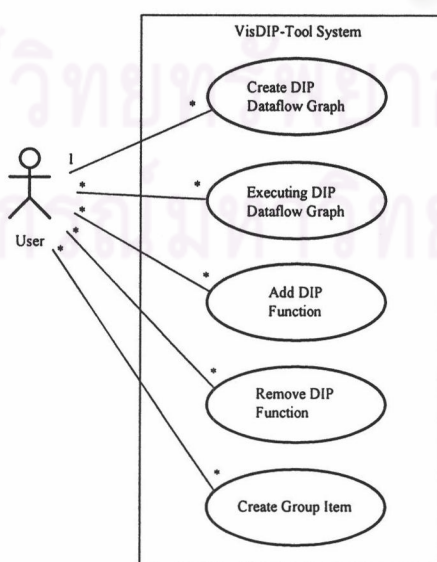 VisDIP-Tool System
Create DIP
Dataflow Graph
*
1
Executing DIP
Dataflow Graph
*
*
User
*
*
*
*
Add DIP
Function
*
Remove DIP
Function
*
Create Group Item